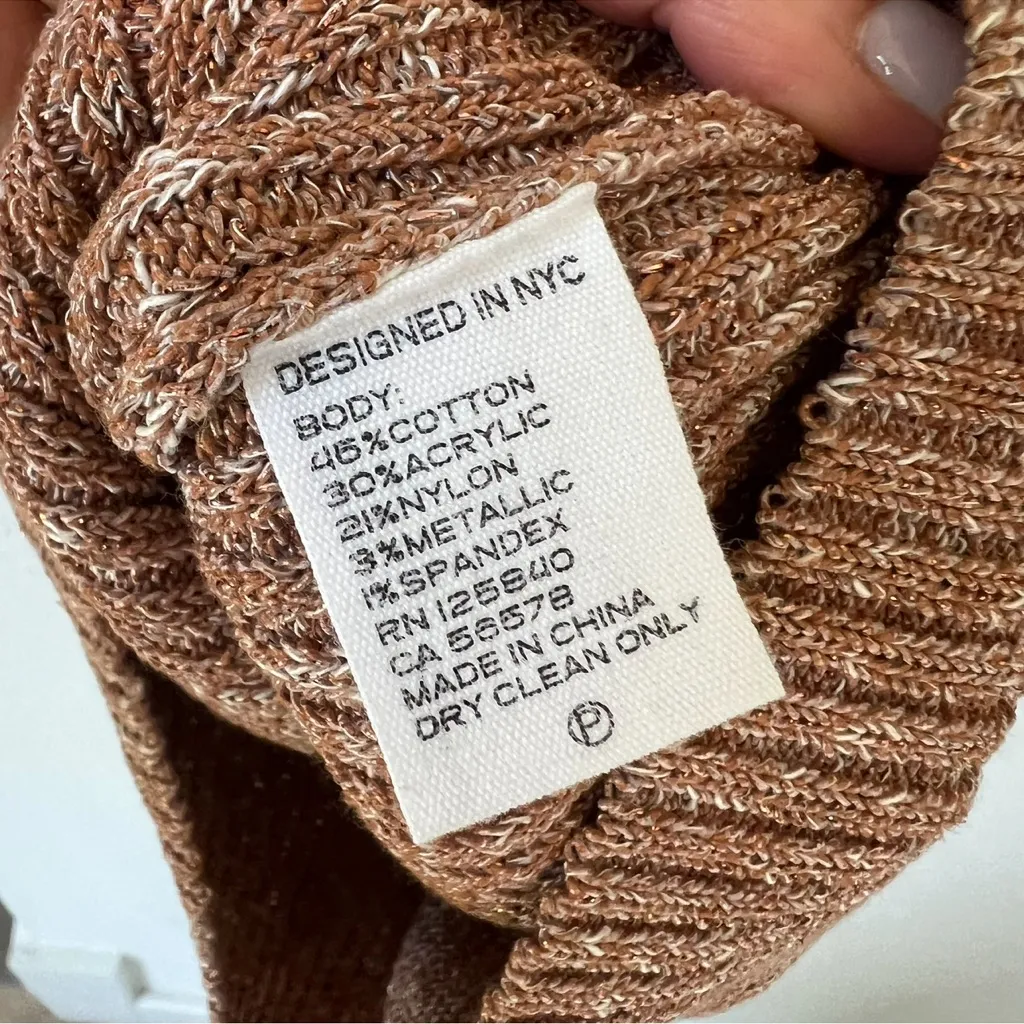 DESIGNED IN NYC
BODY:
45%COTTON
30%ACRYLIC
21%NYLON
3%METALLIC
1%SPANDEX
RN 125840
CA 56578
MADE IN CHINA
DRY CLEAN ONLY
P